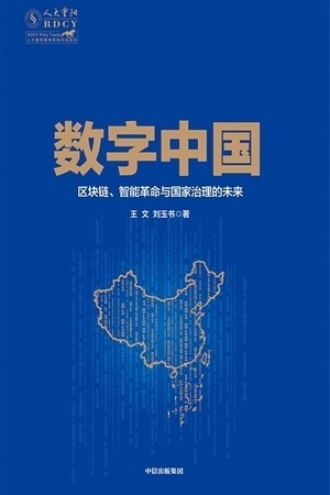 人大重阳
RDCY
数字中国
区块链、智能革命与国家治理的未来
王 文 刘玉书 著
中信出版集团